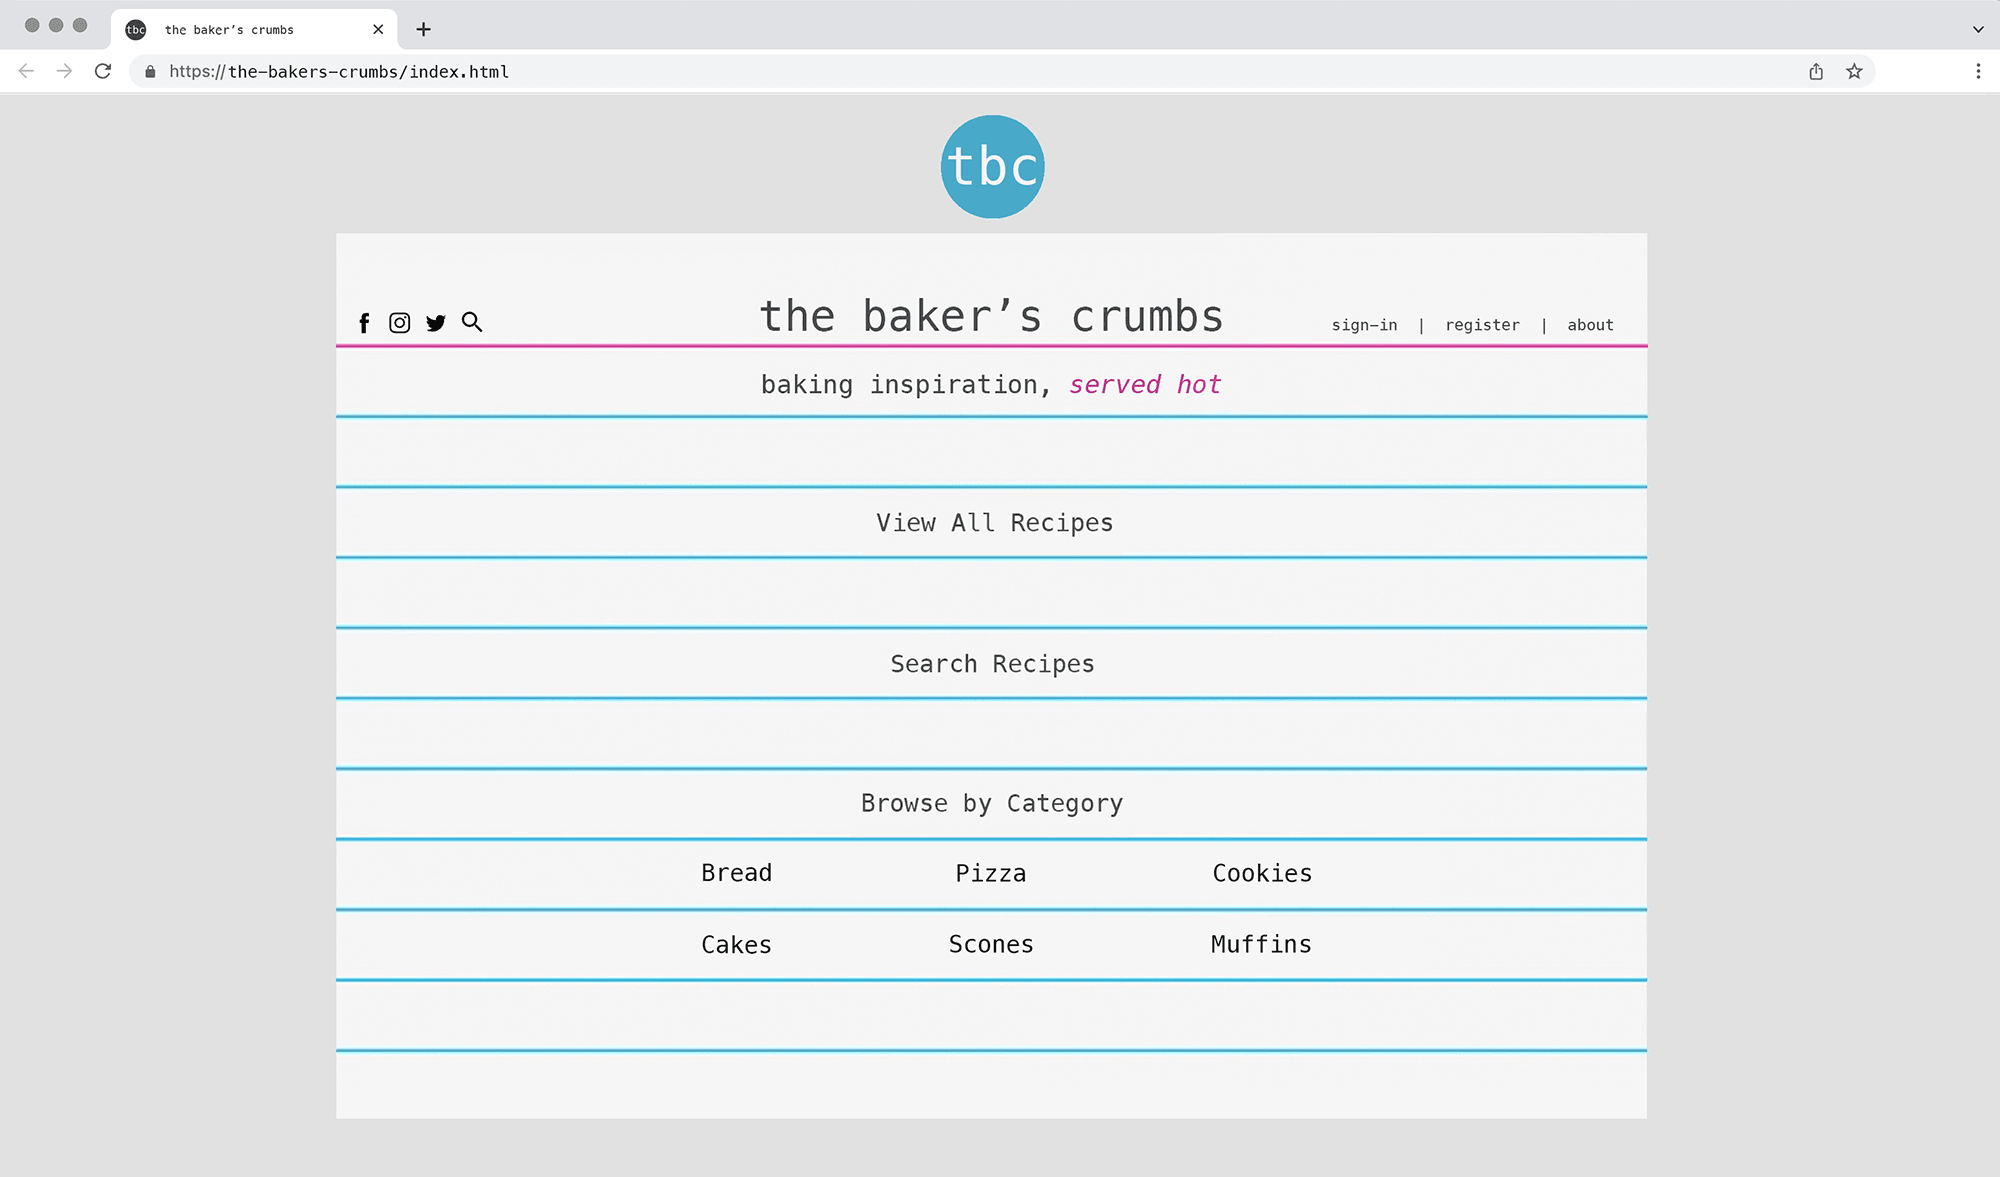 tbc the baker’s crumbs
https://the-bakers-crumbs/index.html
tbc
the baker’s crumbs
sign-in | register | about
baking inspiration, served hot
View All Recipes
Search Recipes
Browse by Category
Bread Pizza Cookies
Cakes Scones Muffins